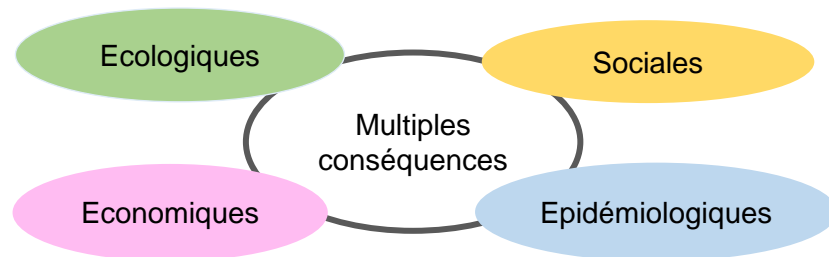 Ecologiques
Sociales
Multiples
conséquences
Economiques
Epidémiologiques